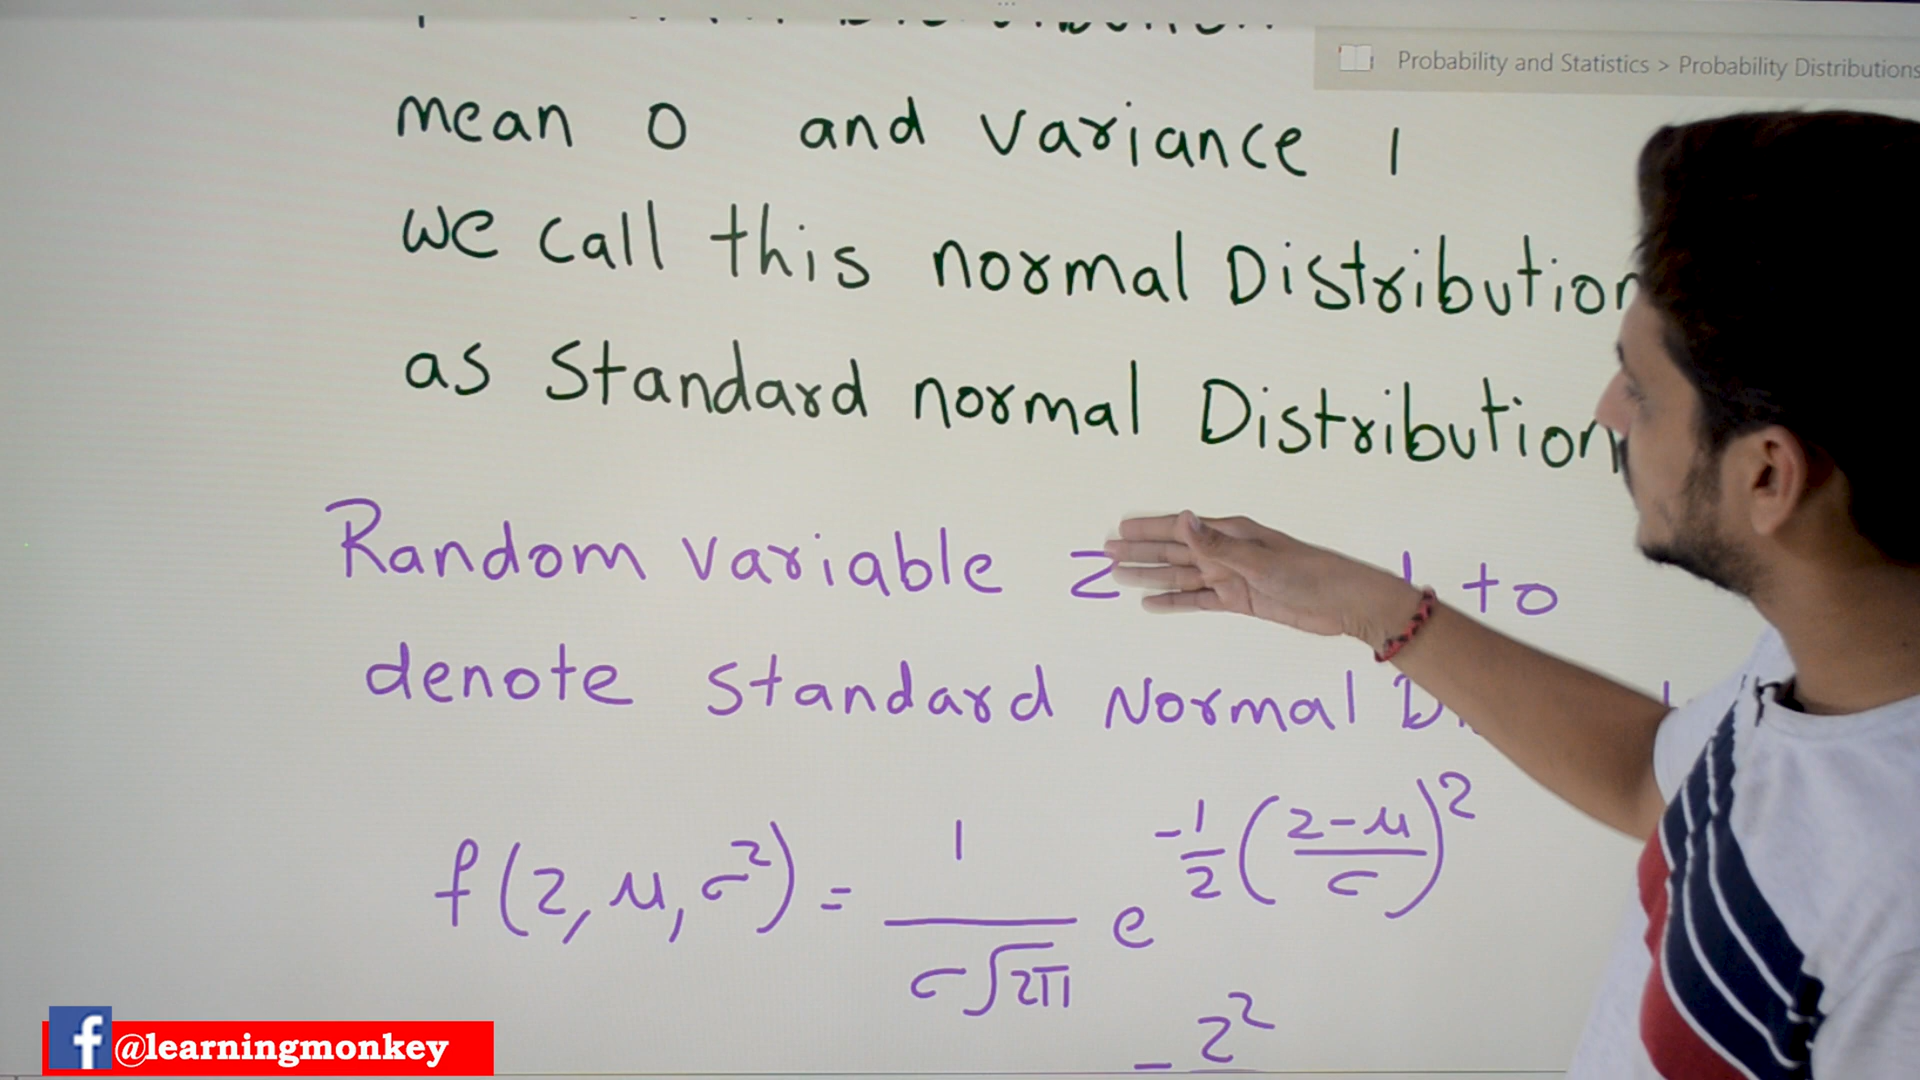 Probability and Statistics > Probability Distributions
mean 0 and variance 1
we call this normal Distribution
as Standard normal Distribution
Random variable z to
denote Standard Normal
f(z, μ, σ²) = 1/(σ√2π) e^(-1/2((z-μ)/σ)²)
- z²
@learningmonkey